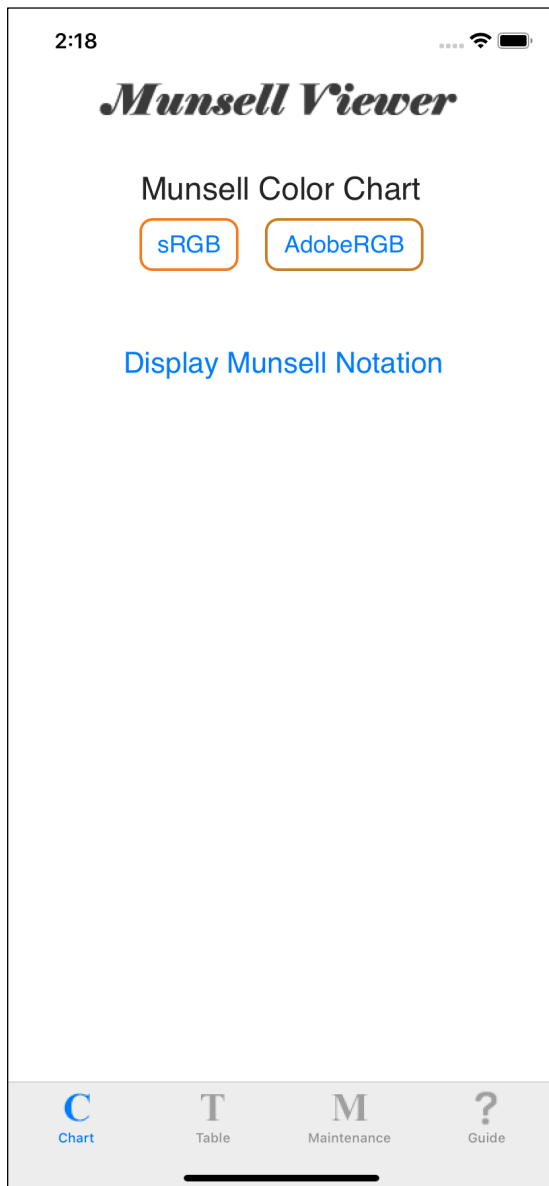 2:18
Munsell Viewer
Munsell Color Chart
sRGB AdobeRGB
Display Munsell Notation
C T M ?
Chart Table Maintenance Guide